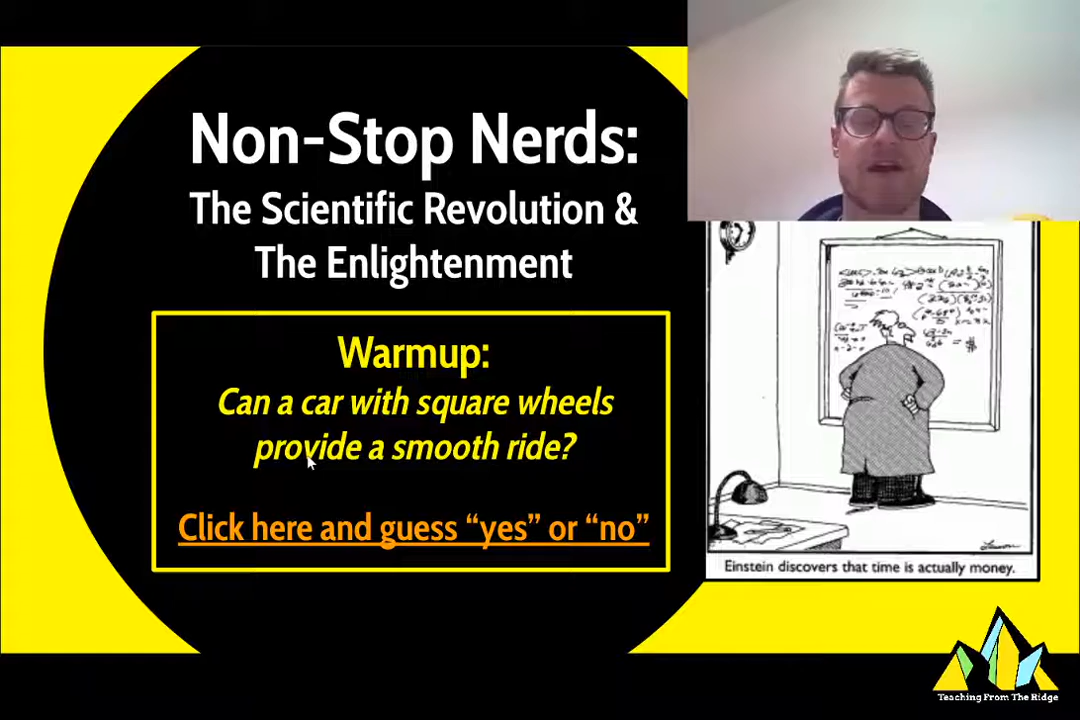 Non-Stop Nerds:
The Scientific Revolution &
The Enlightenment
Warmup:
Can a car with square wheels
provide a smooth ride?
Click here and guess “yes” or “no”
Einstein discovers that time is actually money.
Teaching From The Ridge